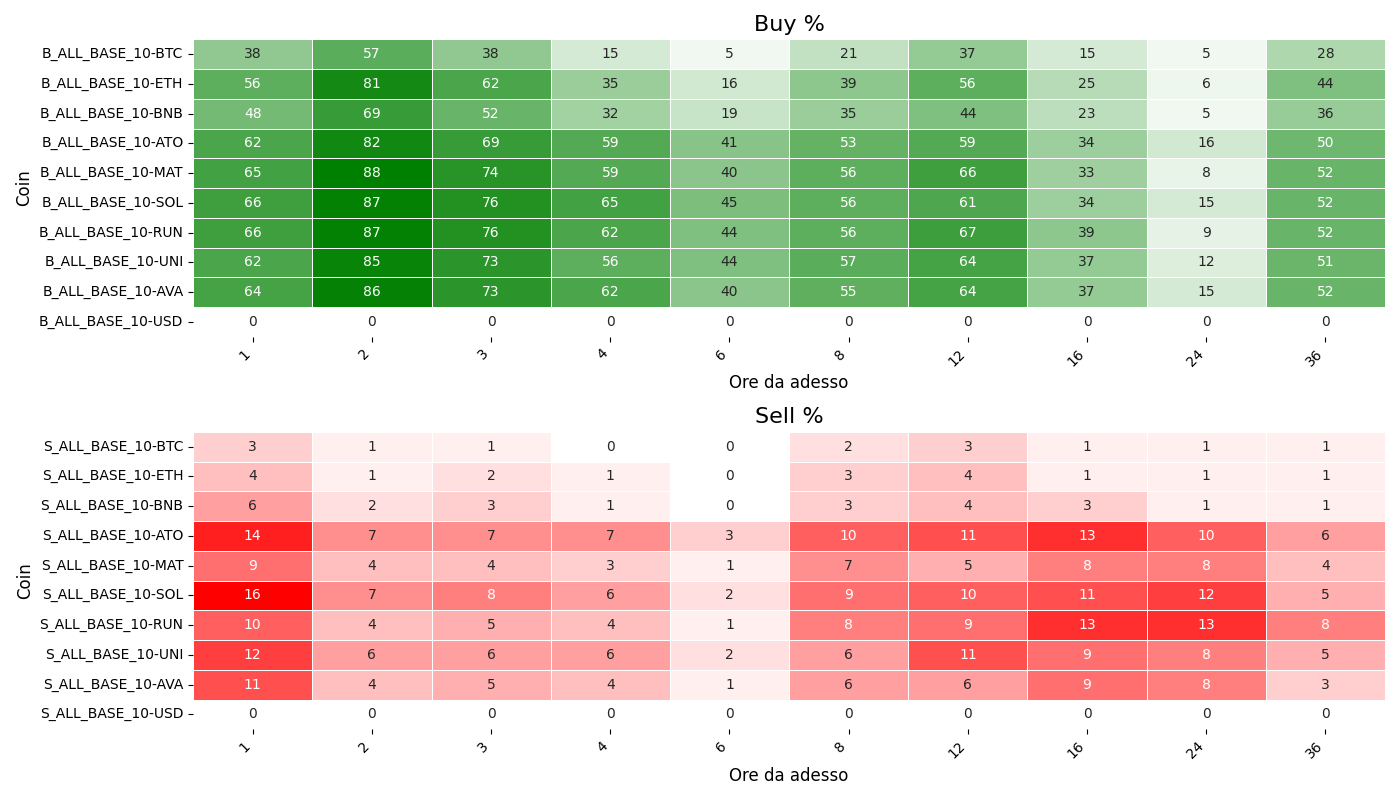 Buy %
Coin
B_ALL_BASE_10-BTC 38 57 38 15 5 21 37 15 5 28
B_ALL_BASE_10-ETH 56 81 62 35 16 39 56 25 6 44
B_ALL_BASE_10-BNB 48 69 52 32 19 35 44 23 5 36
B_ALL_BASE_10-ATO 62 82 69 59 41 53 59 34 16 50
B_ALL_BASE_10-MAT 65 88 74 59 40 56 66 33 8 52
B_ALL_BASE_10-SOL 66 87 76 65 45 56 61 34 15 52
B_ALL_BASE_10-RUN 66 87 76 62 44 56 67 39 9 52
B_ALL_BASE_10-UNI 62 85 73 56 44 57 64 37 12 51
B_ALL_BASE_10-AVA 64 86 73 62 40 55 64 37 15 52
B_ALL_BASE_10-USD 0 0 0 0 0 0 0 0 0 0
1 2 3 4 6 8 12 16 24 36
Ore da adesso
Sell %
Coin
S_ALL_BASE_10-BTC 3 1 1 0 0 2 3 1 1 1
S_ALL_BASE_10-ETH 4 1 2 1 0 3 4 1 1 1
S_ALL_BASE_10-BNB 6 2 3 1 0 3 4 3 1 1
S_ALL_BASE_10-ATO 14 7 7 7 3 10 11 13 10 6
S_ALL_BASE_10-MAT 9 4 4 3 1 7 5 8 8 4
S_ALL_BASE_10-SOL 16 7 8 6 2 9 10 11 12 5
S_ALL_BASE_10-RUN 10 4 5 4 1 8 9 13 13 8
S_ALL_BASE_10-UNI 12 6 6 6 2 6 11 9 8 5
S_ALL_BASE_10-AVA 11 4 5 4 1 6 6 9 8 3
S_ALL_BASE_10-USD 0 0 0 0 0 0 0 0 0 0
1 2 3 4 6 8 12 16 24 36
Ore da adesso